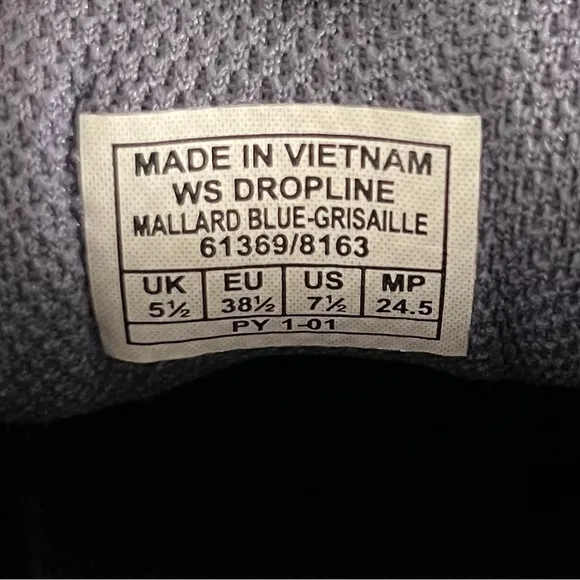 MADE IN VIETNAM
WS DROPLINE
MALLARD BLUE-GRISAILLE
61369/8163
UK EU US MP
5½ 38½ 7½ 24.5
PY 1-01